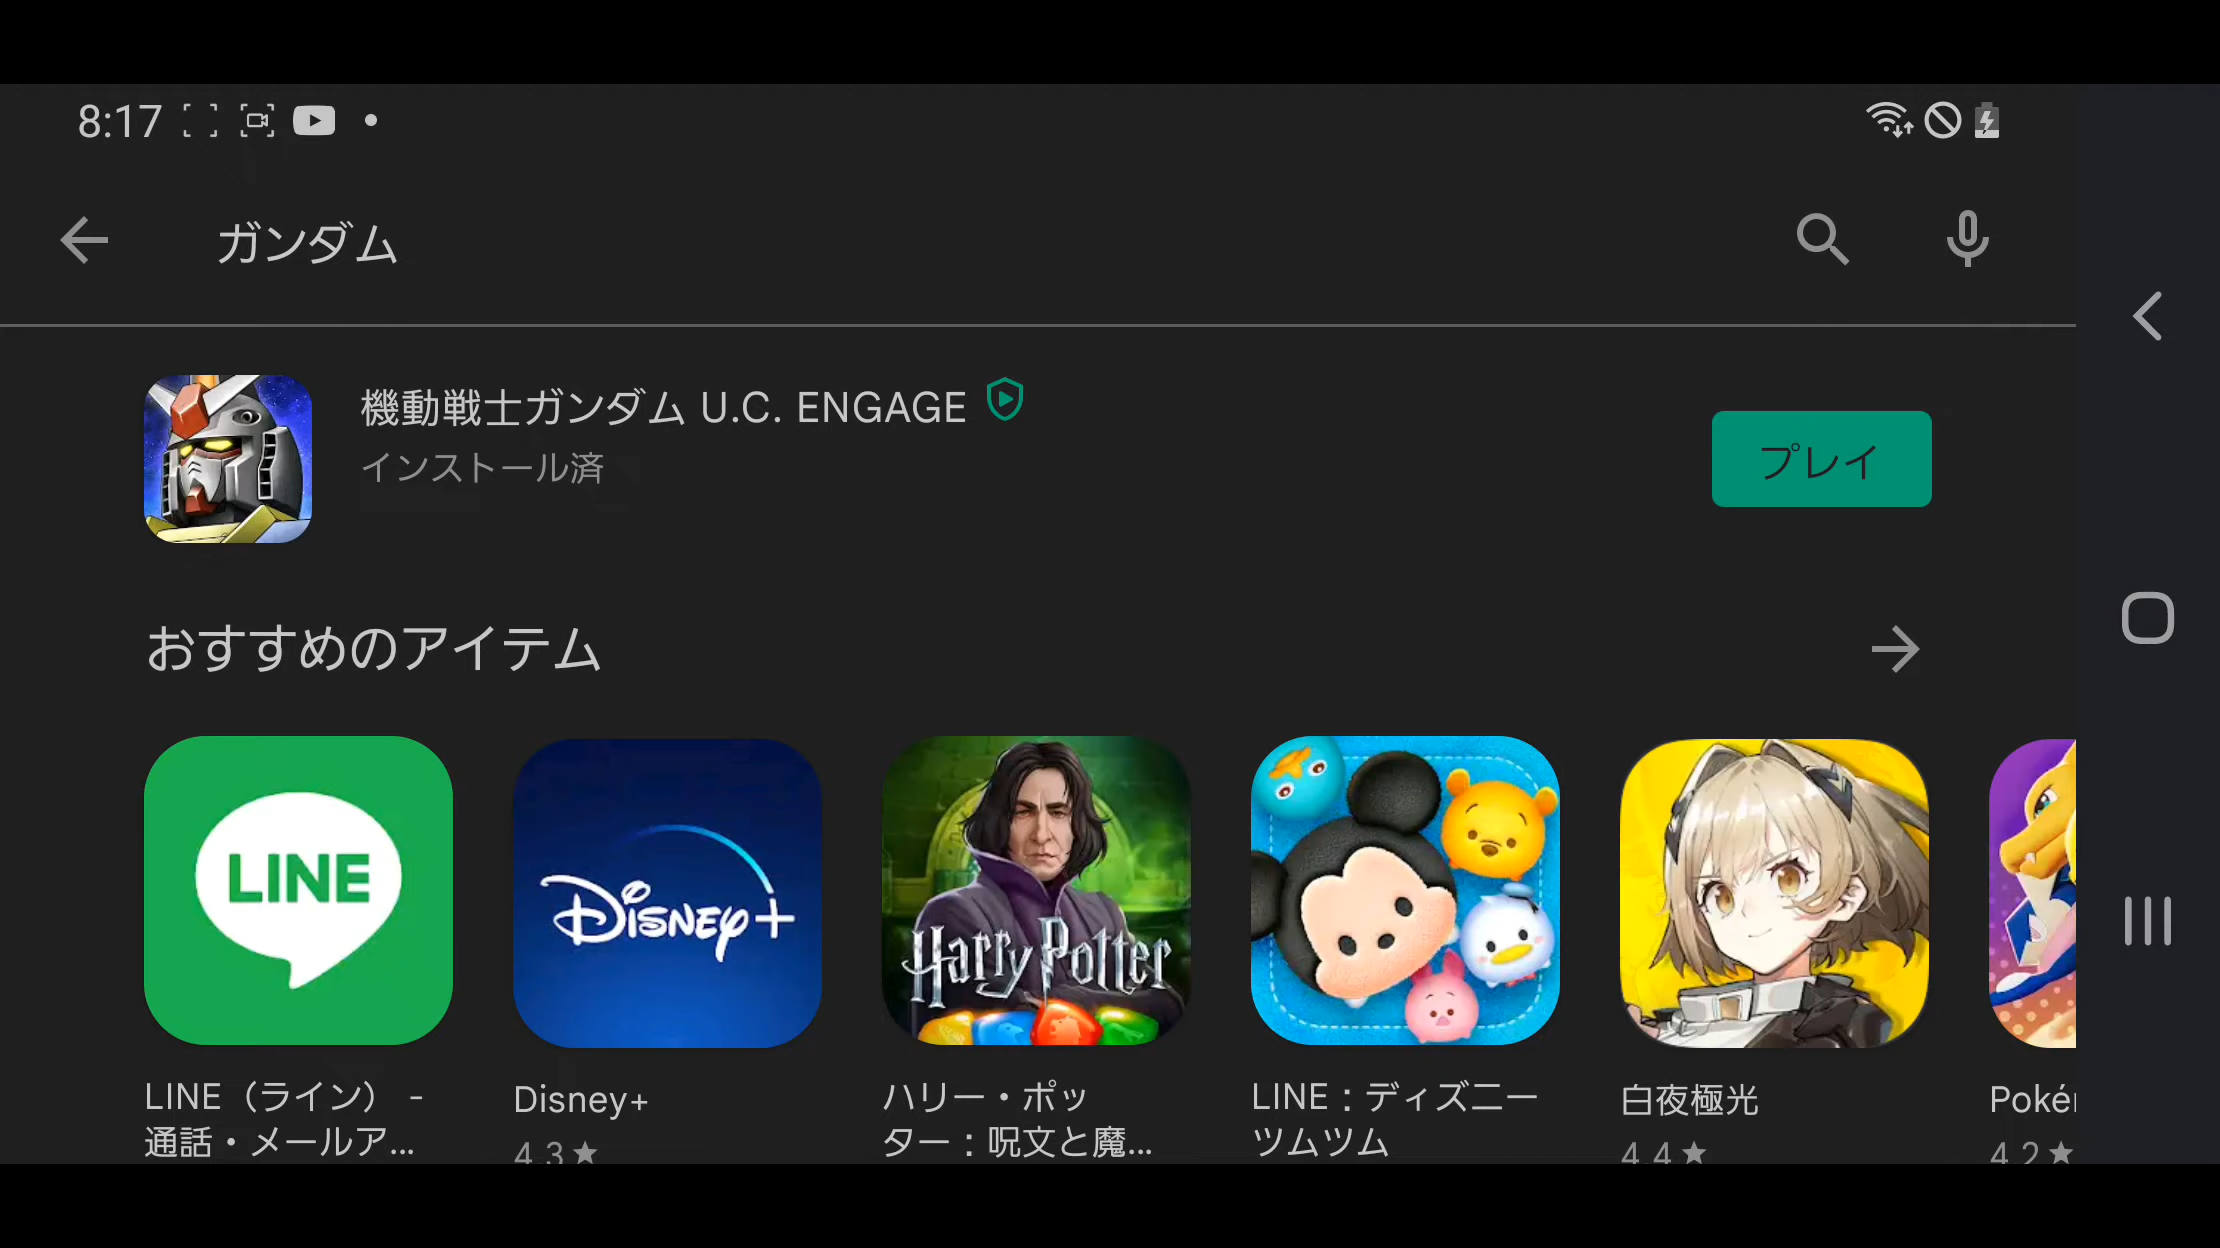 8:17
ガンダム
機動戦士ガンダム U.C. ENGAGE
インストール済
プレイ
おすすめのアイテム
LINE
Disney+
Harry Potter
LINE（ライン） -
通話・メールア...
Disney+
4.3★
ハリー・ポッ
ター：呪文と魔...
LINE：ディズニー
ツムツム
白夜極光
4.4★
Poké
4.2★